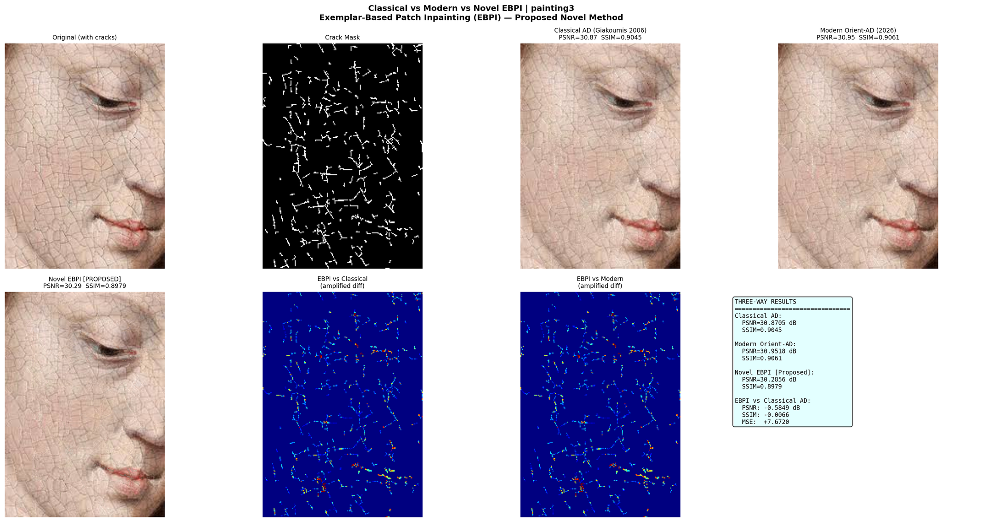 Classical vs Modern vs Novel EBPI | painting3
Exemplar-Based Patch Inpainting (EBPI) — Proposed Novel Method
Original (with cracks)
Crack Mask
Classical AD (Giakoumis 2006)
PSNR=30.87  SSIM=0.9045
Modern Orient-AD (2026)
PSNR=30.95  SSIM=0.9061
Novel EBPI [PROPOSED]
PSNR=30.29  SSIM=0.8979
EBPI vs Classical
(amplified diff)
EBPI vs Modern
(amplified diff)
THREE-WAY RESULTS
================================
Classical AD:
PSNR=30.8705 dB
SSIM=0.9045
Modern Orient-AD:
PSNR=30.9518 dB
SSIM=0.9061
Novel EBPI [Proposed]:
PSNR=30.2856 dB
SSIM=0.8979
EBPI vs Classical AD:
PSNR: -0.5849 dB
SSIM: -0.0066
MSE:  +7.6720